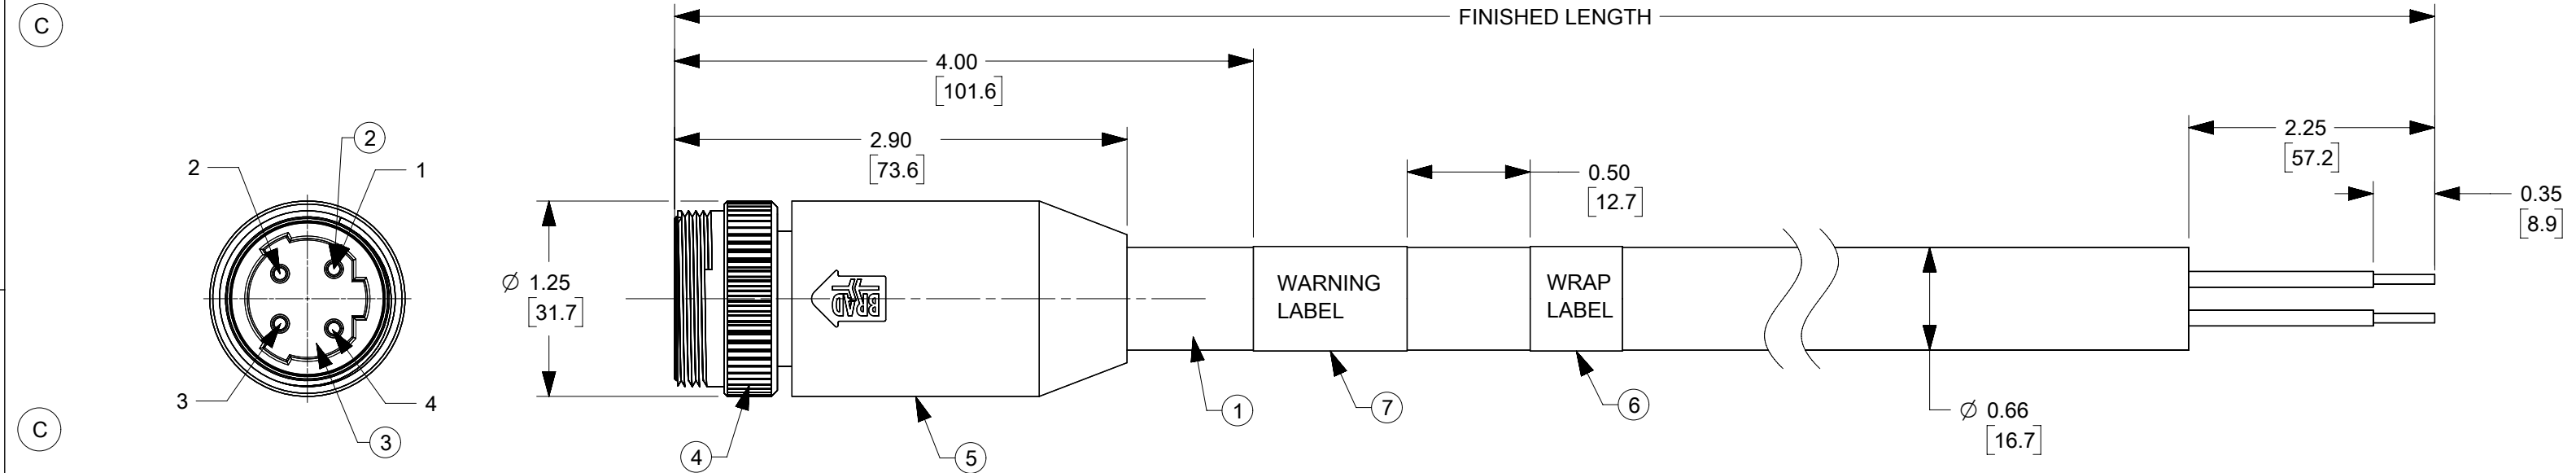 C
FINISHED LENGTH
4.00
[101.6]
2.90
[73.6]
2.25
[57.2]
0.50
[12.7]
0.35
[8.9]
2
2
1
Ø 1.25
[31.7]
BRAD
WARNING
LABEL
WRAP
LABEL
3
4
3
C
4
5
1
7
6
Ø 0.66
[16.7]